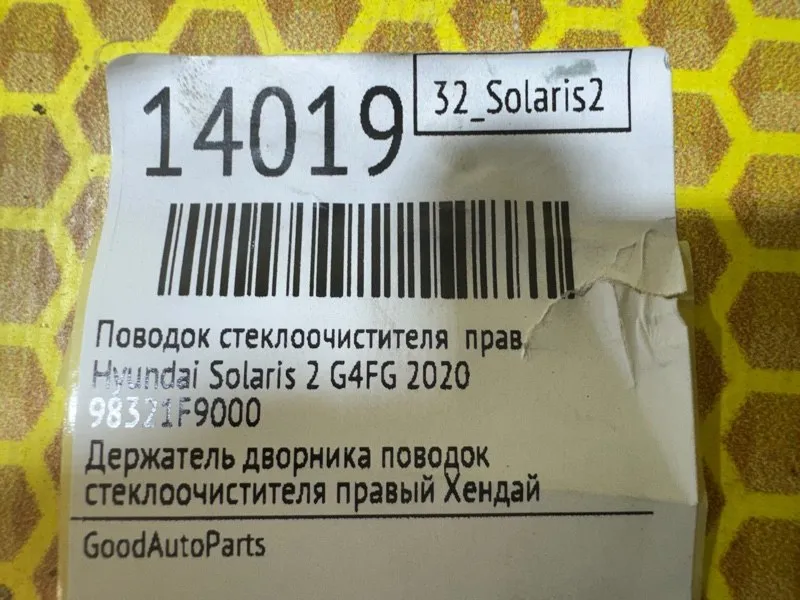 14019
32_Solaris2
Поводок стеклоочистителя прав
Hyundai Solaris 2 G4FG 2020
98321F9000
Держатель дворника поводок
стеклоочистителя правый Хендай
GoodAutoParts